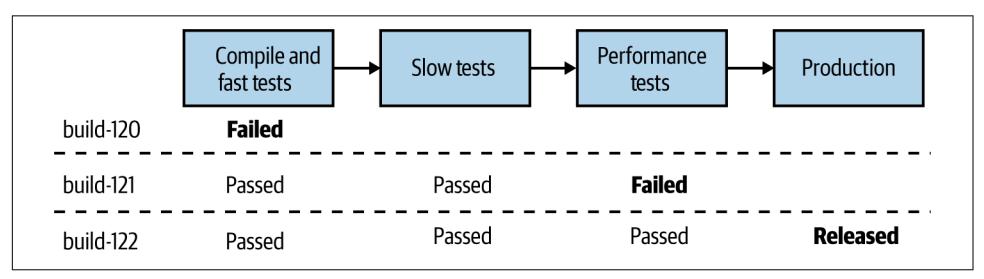 Compile and
fast tests
Slow tests
Performance
tests
Production
build-120 Failed
build-121 Passed Passed Failed
build-122 Passed Passed Passed Released